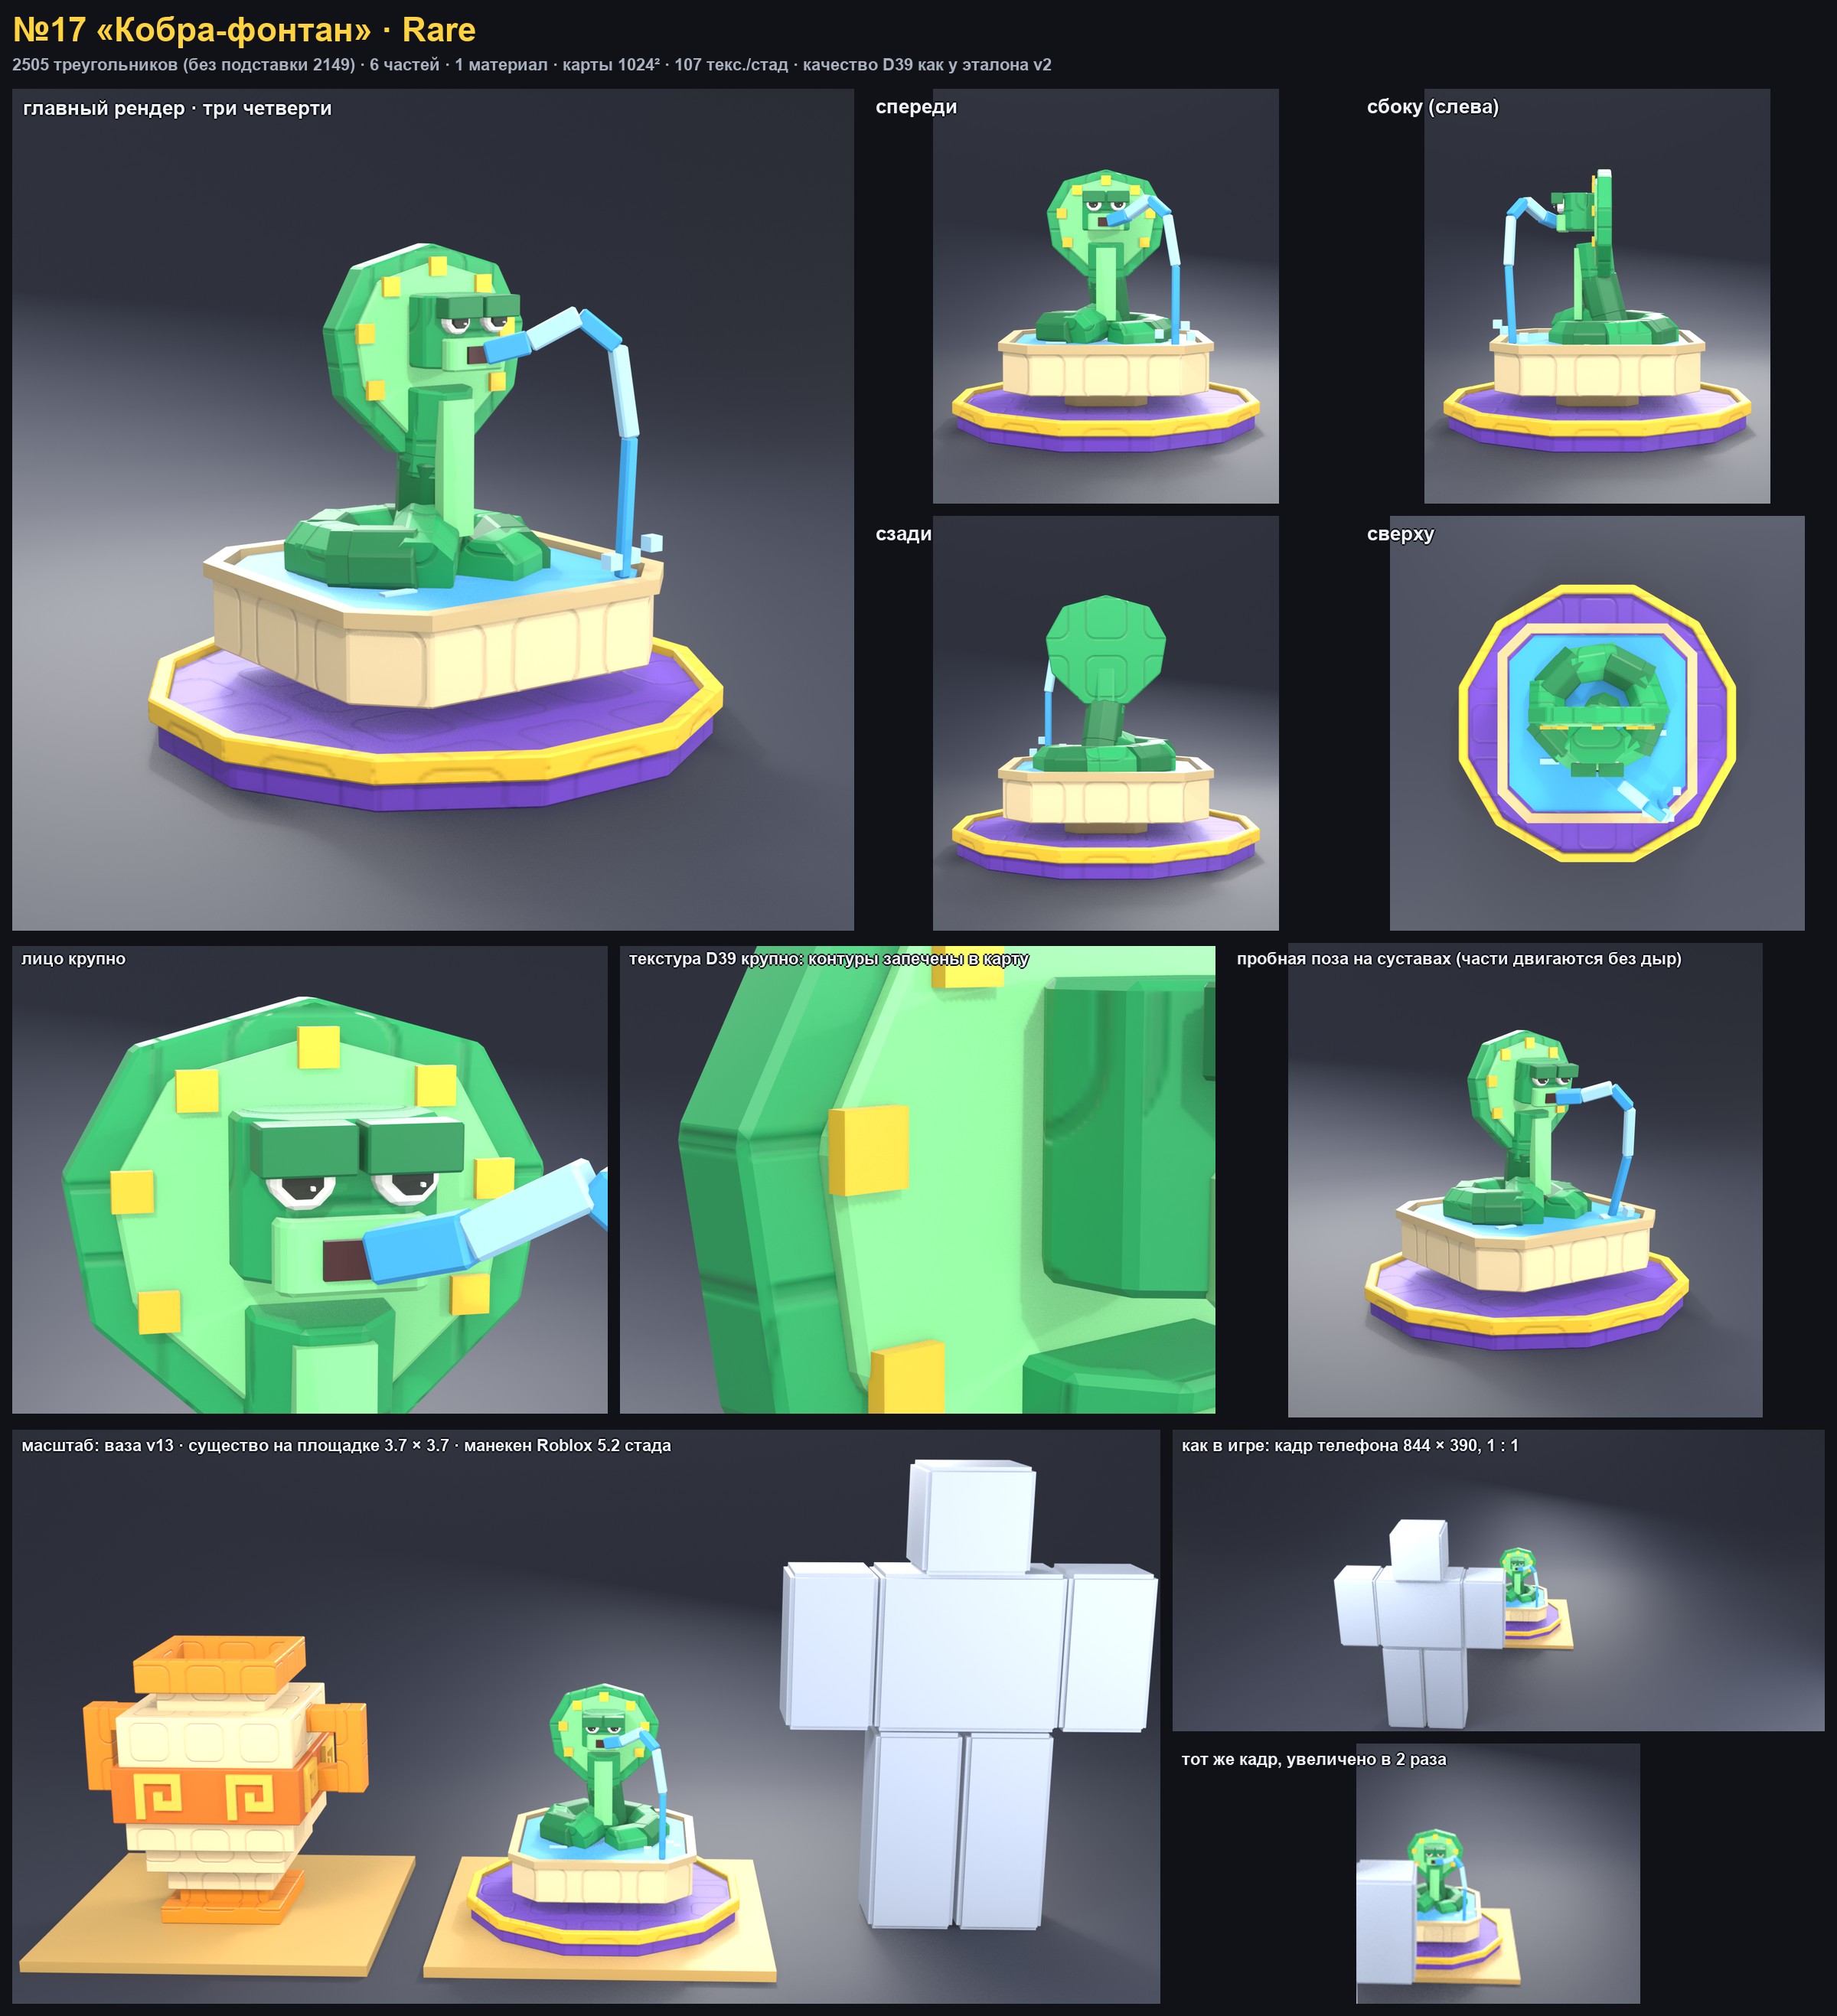 №17 «Кобра-фонтан» · Rare
2505 треугольников (без подставки 2149) · 6 частей · 1 материал · карты 1024² · 107 текс./стад · качество D39 как у эталона v2
главный рендер · три четверти
спереди
сбоку (слева)
сзади
сверху
лицо крупно
текстура D39 крупно: контуры запечены в карту
пробная поза на суставах (части двигаются без дыр)
масштаб: ваза v13 · существо на площадке 3.7 × 3.7 · манекен Roblox 5.2 стада
как в игре: кадр телефона 844 × 390, 1 : 1
тот же кадр, увеличено в 2 раза